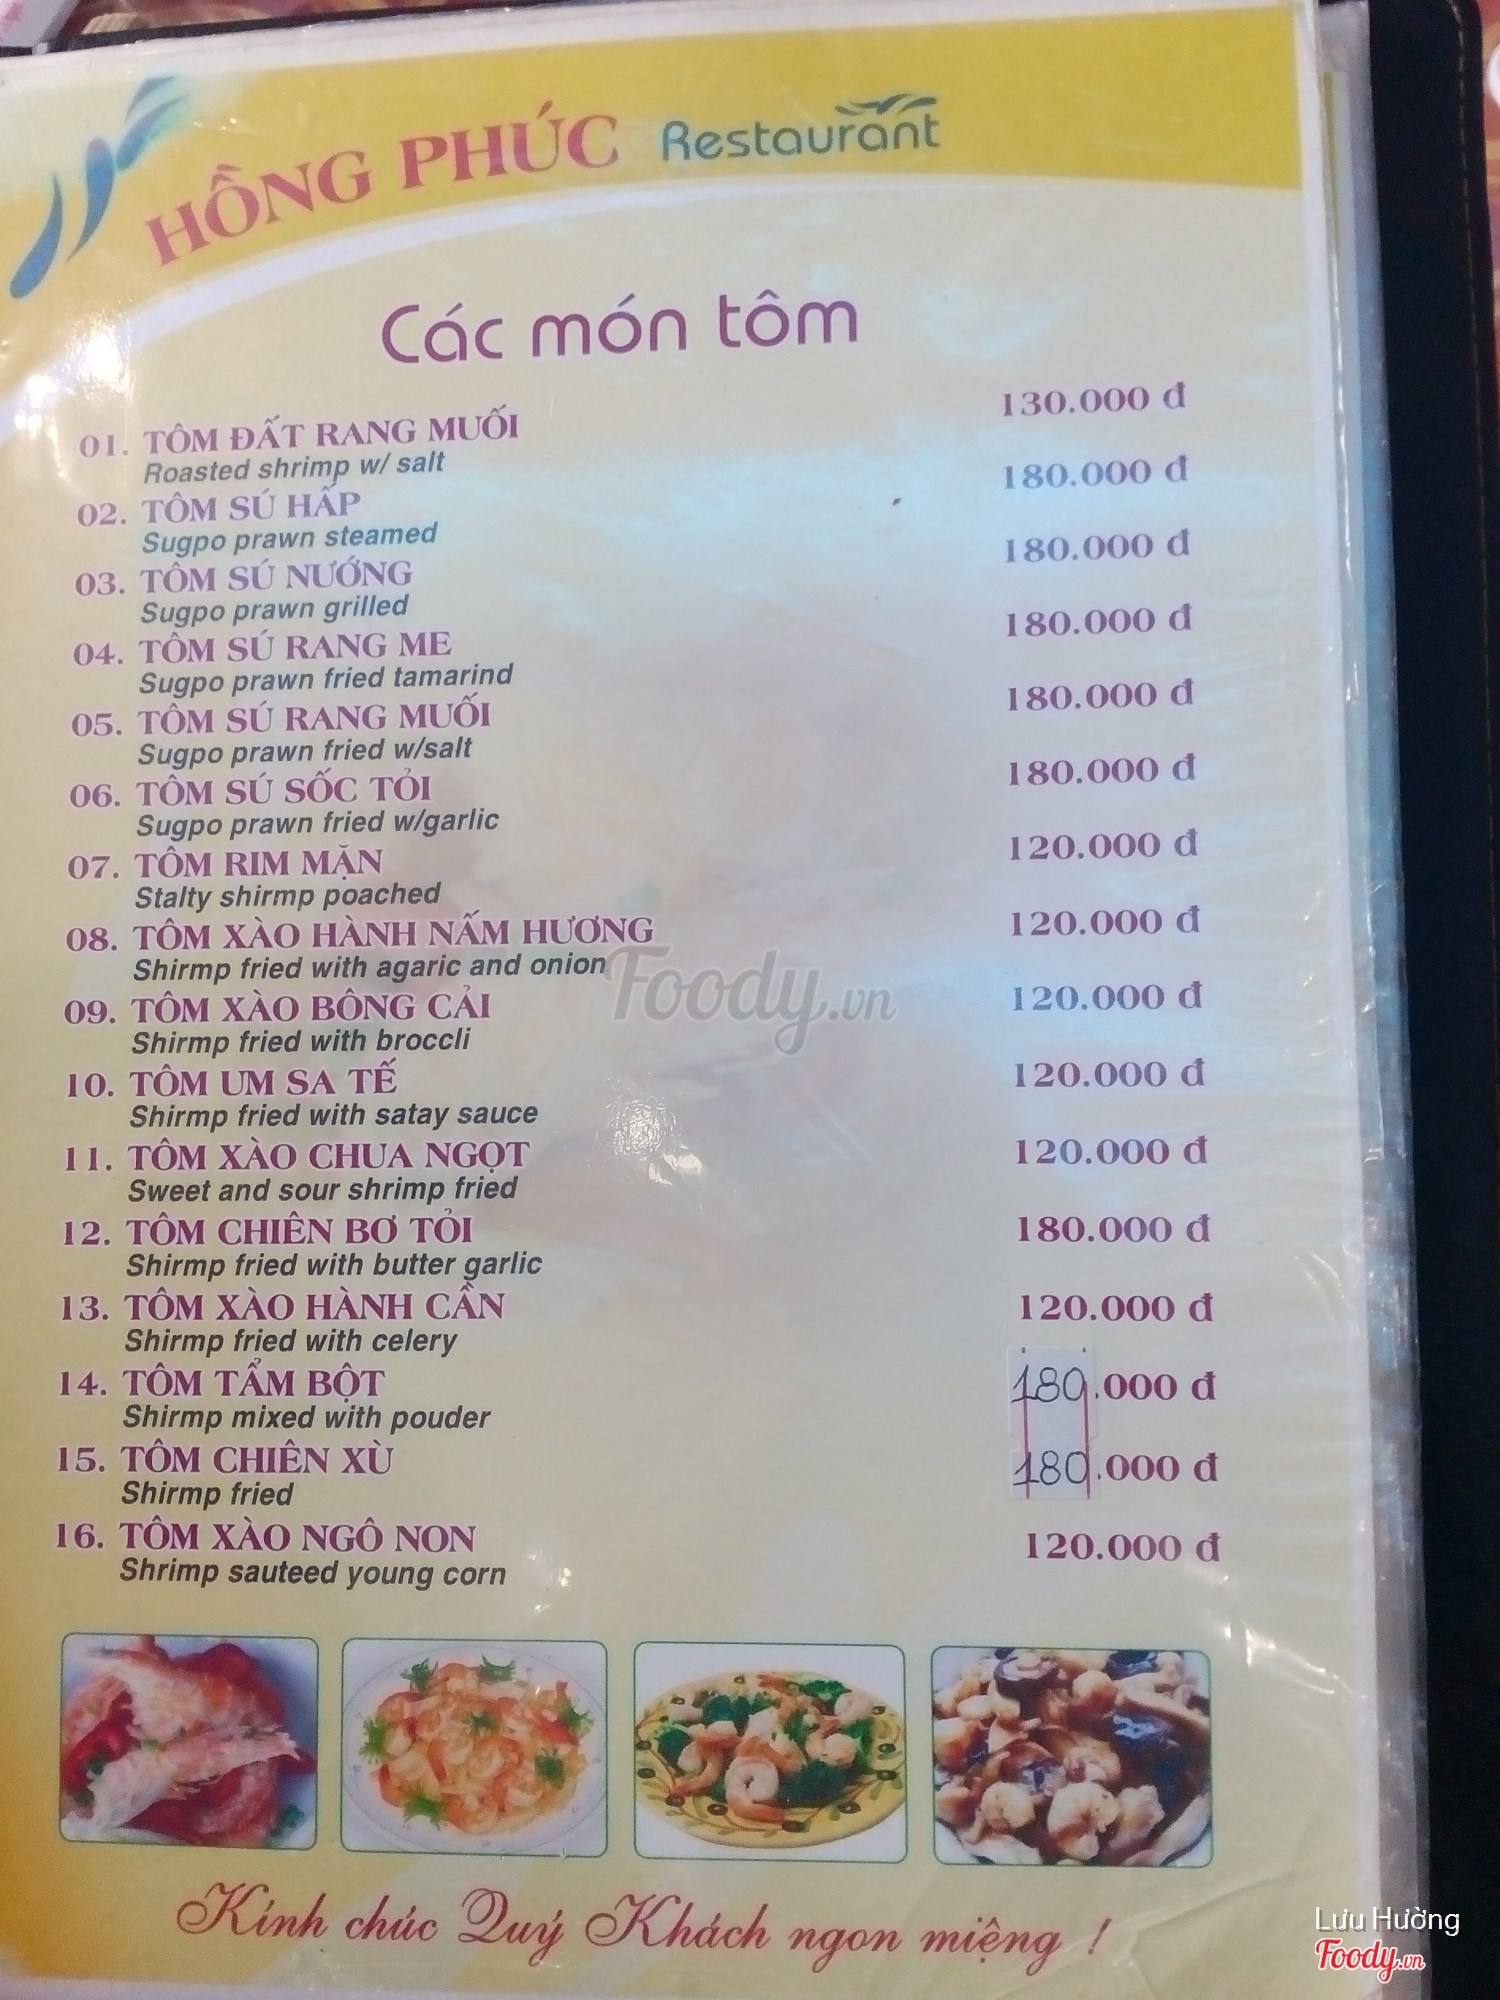 HỒNG PHÚC Restaurant
Các món tôm
01. TÔM ĐẤT RANG MUỐI 130.000 đ
Roasted shrimp w/ salt
02. TÔM SÚ HẤP 180.000 đ
Sugpo prawn steamed
03. TÔM SÚ NƯỚNG 180.000 đ
Sugpo prawn grilled
04. TÔM SÚ RANG ME 180.000 đ
Sugpo prawn fried tamarind
05. TÔM SÚ RANG MUỐI 180.000 đ
Sugpo prawn fried w/salt
06. TÔM SÚ SỐC TỎI 180.000 đ
Sugpo prawn fried w/garlic
07. TÔM RIM MẶN 120.000 đ
Stalty shirmp poached
08. TÔM XÀO HÀNH NẤM HƯƠNG 120.000 đ
Shirmp fried with agaric and onion
Foody.vn
09. TÔM XÀO BÔNG CẢI 120.000 đ
Shirmp fried with broccli
10. TÔM UM SA TẾ 120.000 đ
Shirmp fried with satay sauce
11. TÔM XÀO CHUA NGỌT 120.000 đ
Sweet and sour shrimp fried
12. TÔM CHIÊN BƠ TỎI 180.000 đ
Shirmp fried with butter garlic
13. TÔM XÀO HÀNH CẦN 120.000 đ
Shirmp fried with celery
14. TÔM TẨM BỘT 180.000 đ
Shirmp mixed with pouder
15. TÔM CHIÊN XÙ 180.000 đ
Shirmp fried
16. TÔM XÀO NGÔ NON 120.000 đ
Shrimp sauteed young corn
Kính chúc Quý Khách ngon miệng !
Lưu Hường
Foody.vn